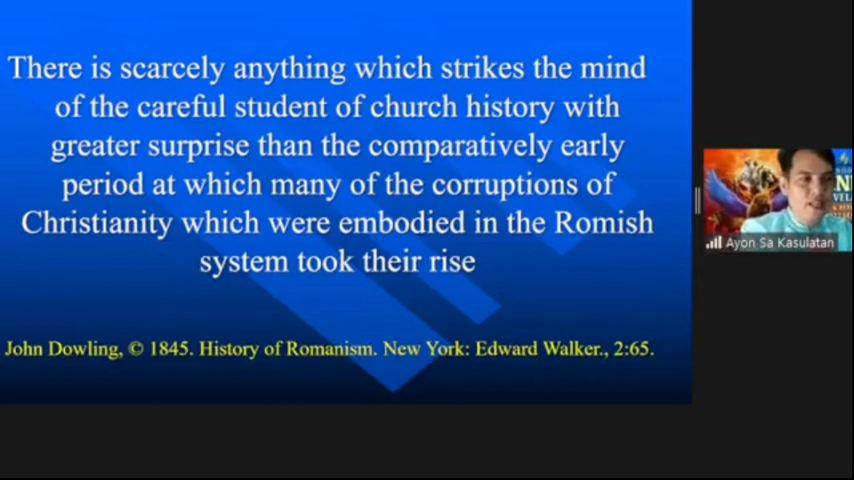 There is scarcely anything which strikes the mind
of the careful student of church history with
greater surprise than the comparatively early
period at which many of the corruptions of
Christianity which were embodied in the Romish
system took their rise
John Dowling, © 1845. History of Romanism. New York: Edward Walker., 2:65.
Ayon Sa Kasulatan